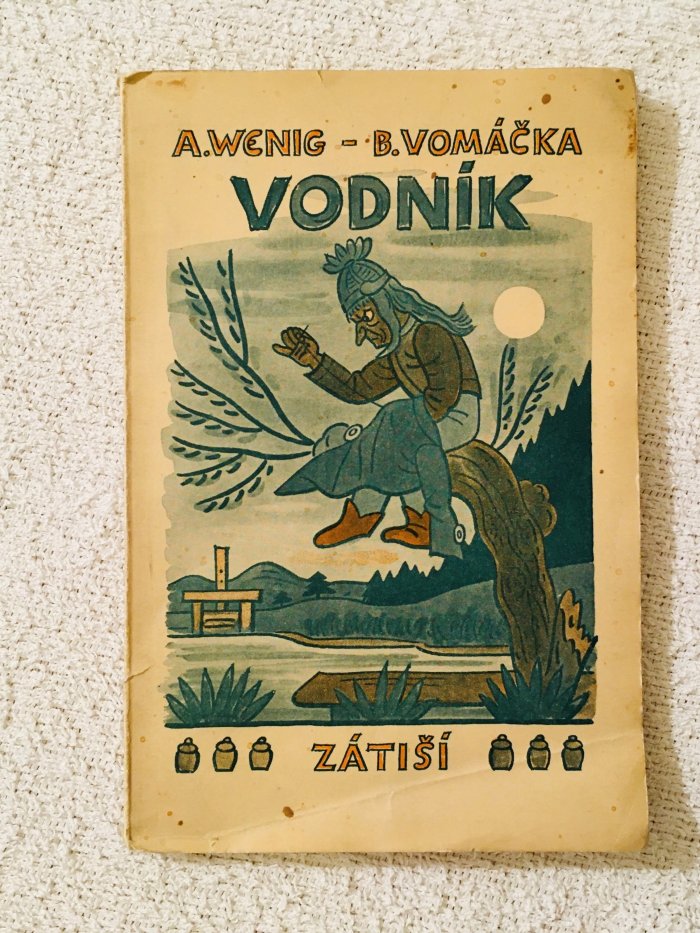 A. WENIG - B. VOMÁČKA
VODNÍK
ZÁTIŠÍ